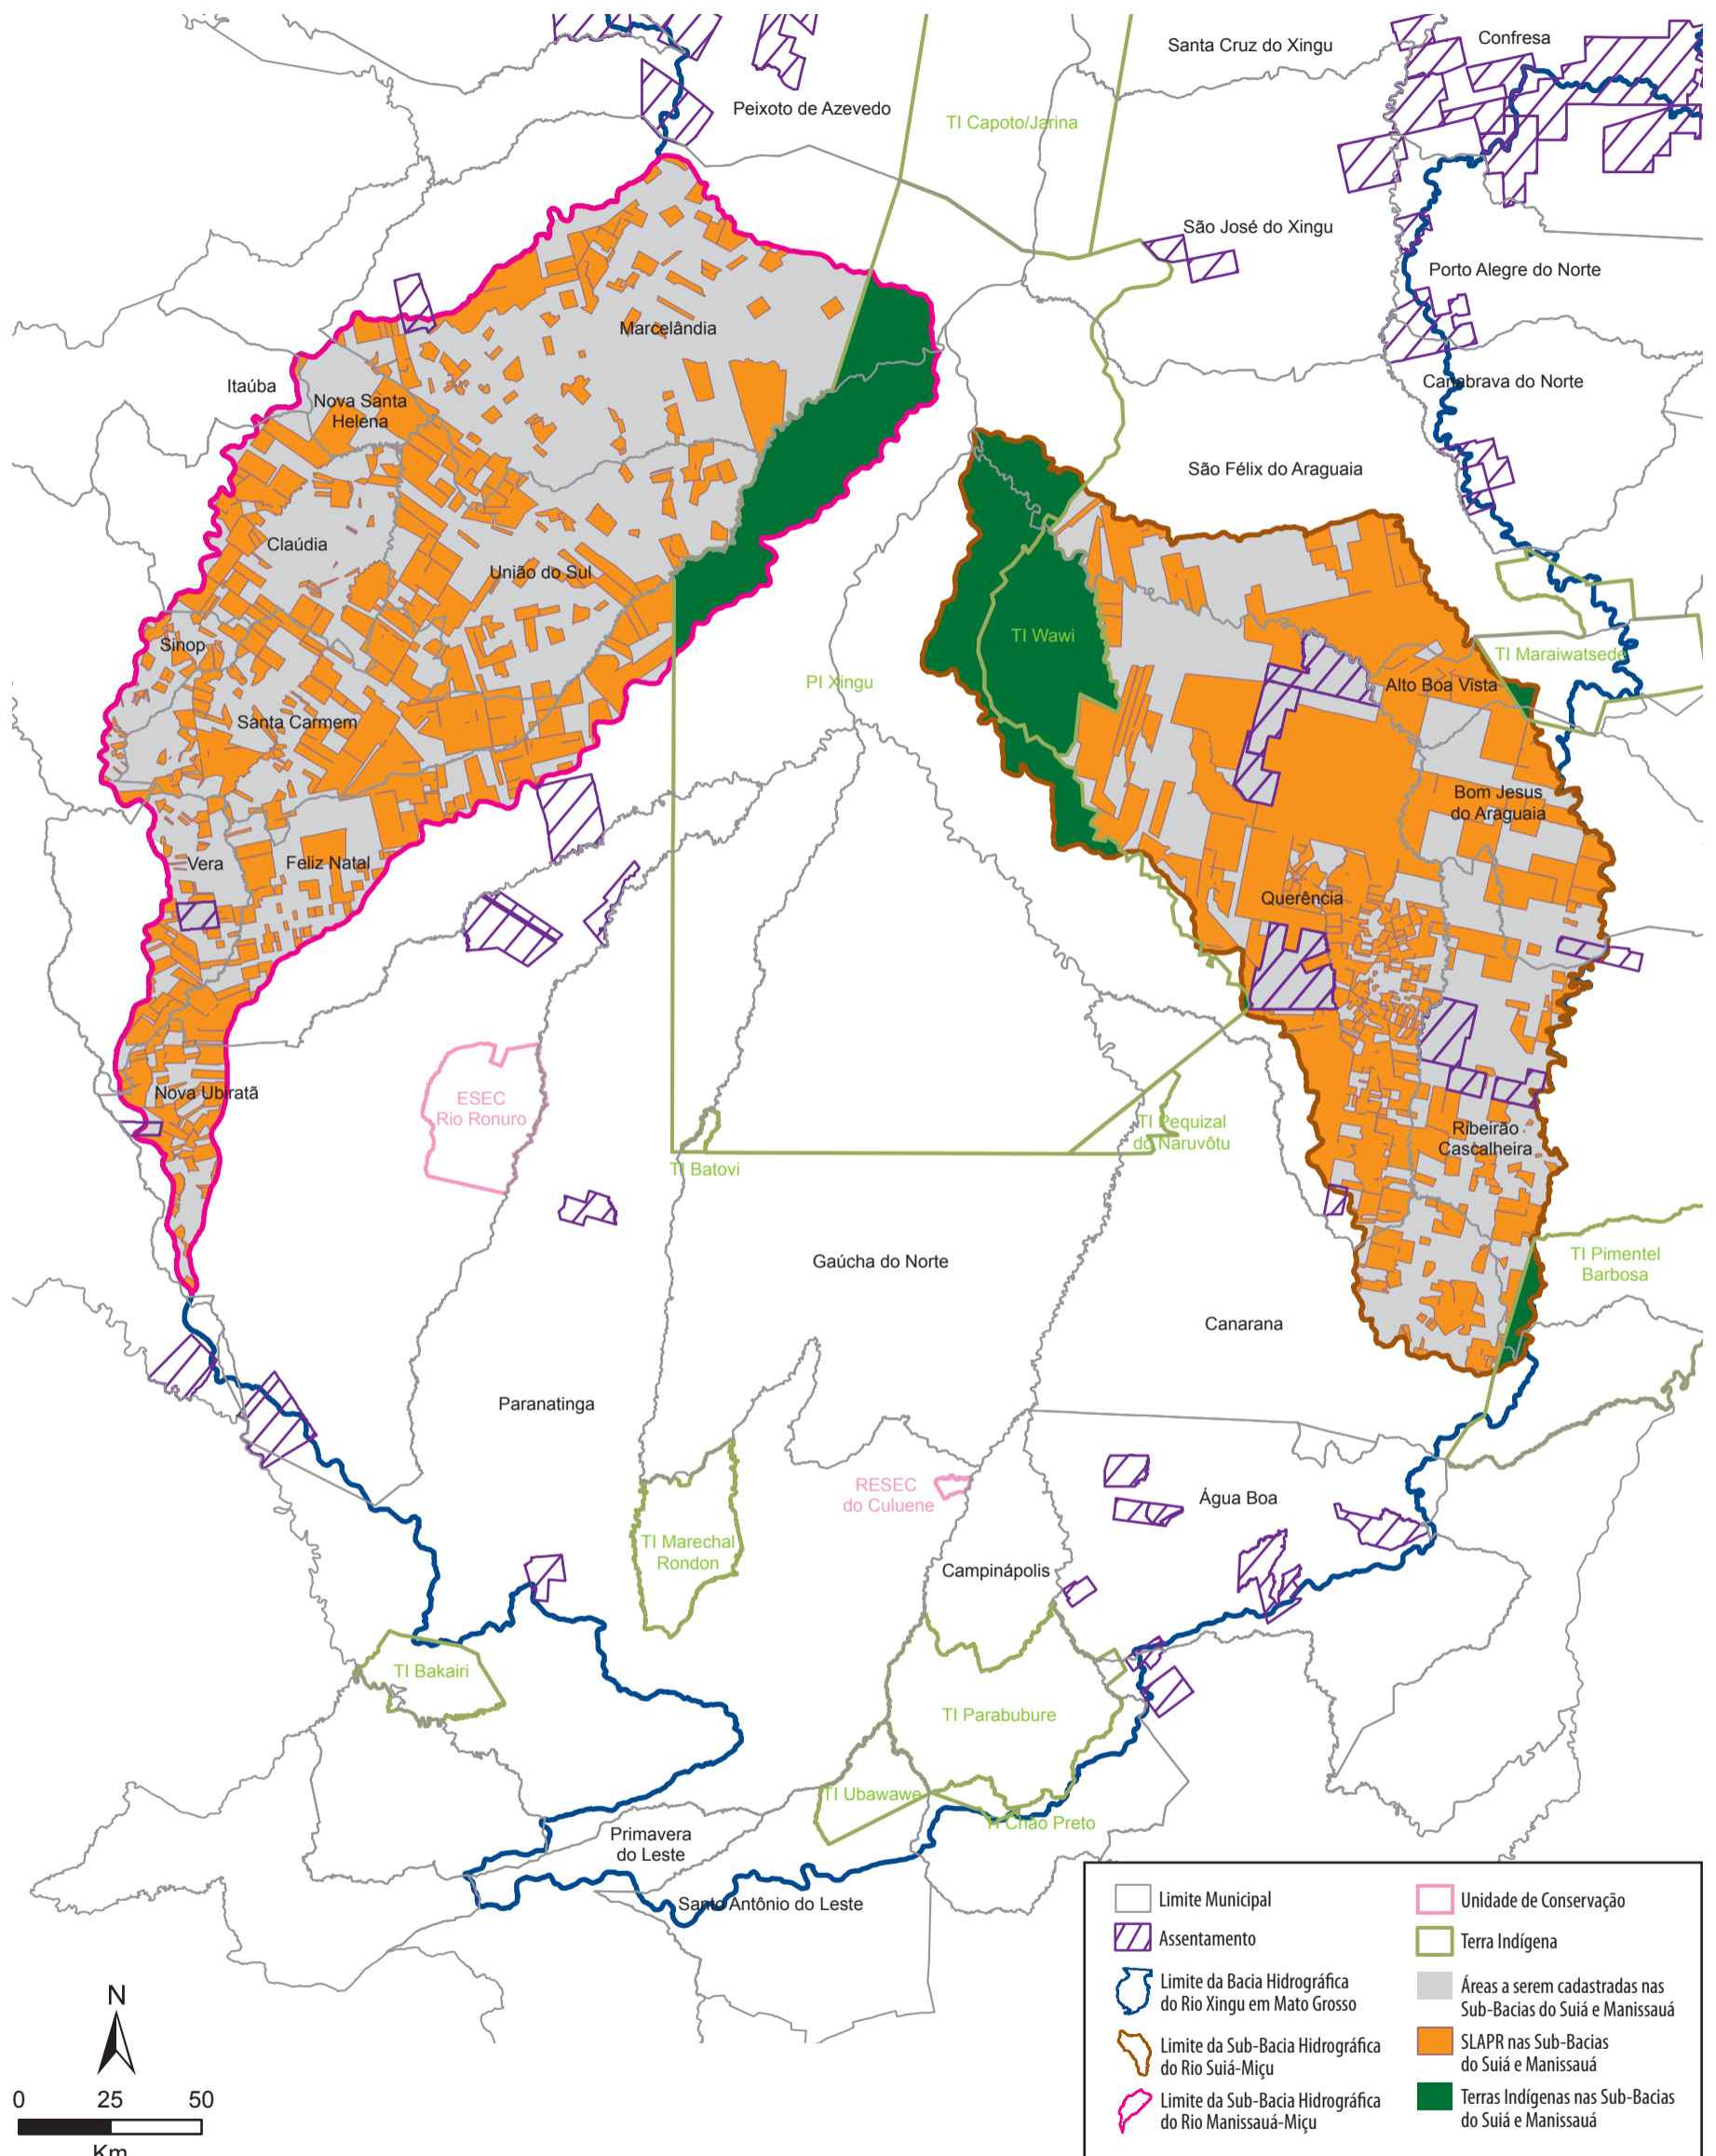 Santa Cruz do Xingu
Confresa
Peixoto de Azevedo
TI Capoto/Jarina
São José do Xingu
Porto Alegre do Norte
Marcelândia
Itaúba
Nova Santa
Helena
Canabrava do Norte
São Félix do Araguaia
Claúdia
União do Sul
Sinop
TI Wawi
TI Maraiwatsede
PI Xingu
Alto Boa Vista
Santa Carmem
Bom Jesus
do Araguaia
Vera
Feliz Natal
Querência
Nova Ubiratã
ESEC
Rio Ronuro
TI Pequizal
do Naruvôtu
Ribeirão
Cascalheira
TI Batovi
Gaúcha do Norte
TI Pimentel
Barbosa
Canarana
Paranatinga
RESEC
do Culuene
Água Boa
TI Marechal
Rondon
Campinápolis
TI Bakairi
TI Parabubure
TI Ubawawe
TI Chão Preto
Primavera
do Leste
Santo Antônio do Leste
N
0 25 50
Km
Limite Municipal
Assentamento
Limite da Bacia Hidrográfica
do Rio Xingu em Mato Grosso
Limite da Sub-Bacia Hidrográfica
do Rio Suiá-Miçu
Limite da Sub-Bacia Hidrográfica
do Rio Manissauá-Miçu
Unidade de Conservação
Terra Indígena
Áreas a serem cadastradas nas
Sub-Bacias do Suiá e Manissauá
SLAPR nas Sub-Bacias
do Suiá e Manissauá
Terras Indígenas nas Sub-Bacias
do Suiá e Manissauá